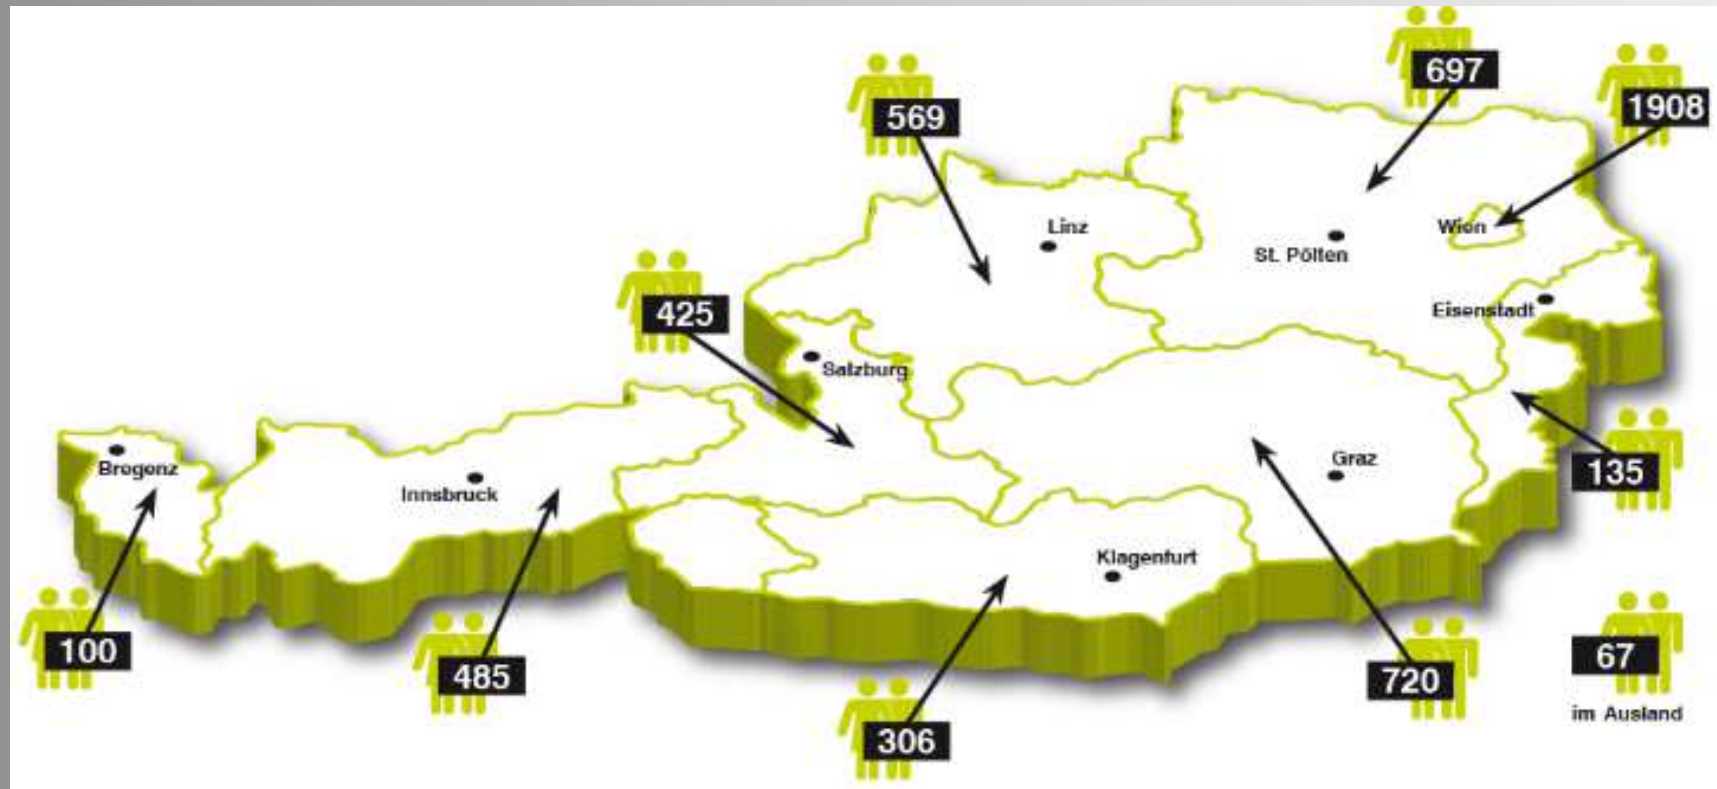 697
1908
569
Linz
Wien
St. Pölten
425
Eisenstadt
Salzburg
Bregenz
Innsbruck
Graz
135
Klagenfurt
100
485
306
720
67
im Ausland